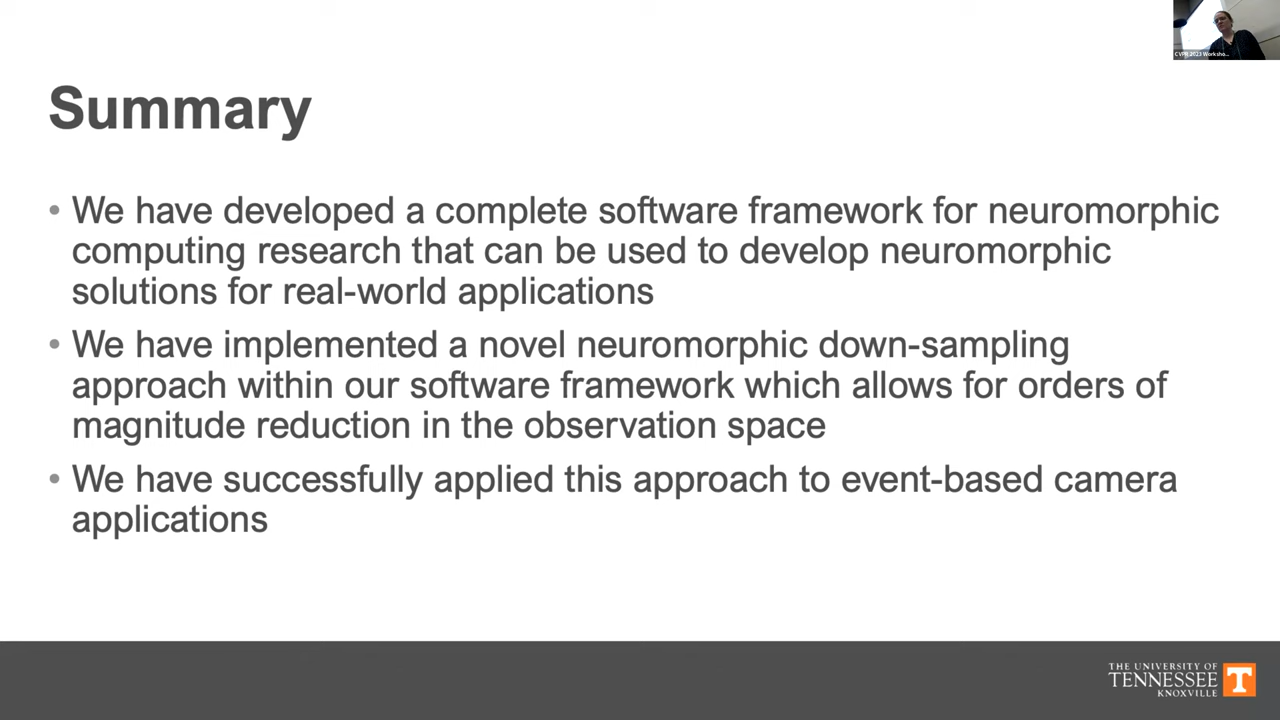 CVPR 2023 Worksho...
Summary
• We have developed a complete software framework for neuromorphic
computing research that can be used to develop neuromorphic
solutions for real-world applications
• We have implemented a novel neuromorphic down-sampling
approach within our software framework which allows for orders of
magnitude reduction in the observation space
• We have successfully applied this approach to event-based camera
applications
THE UNIVERSITY OF
TENNESSEE
KNOXVILLE
T